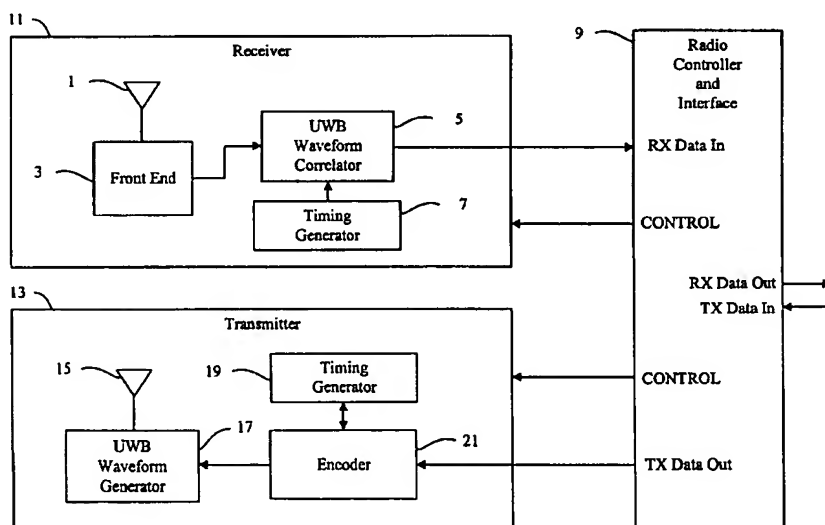 11
Receiver
1
3
Front End
UWB
Waveform
Correlator
5
Timing
Generator
7
9
Radio
Controller
and
Interface
RX Data In
CONTROL
RX Data Out
TX Data In
CONTROL
TX Data Out
13
Transmitter
15
19
Timing
Generator
UWB
Waveform
Generator
17
Encoder
21